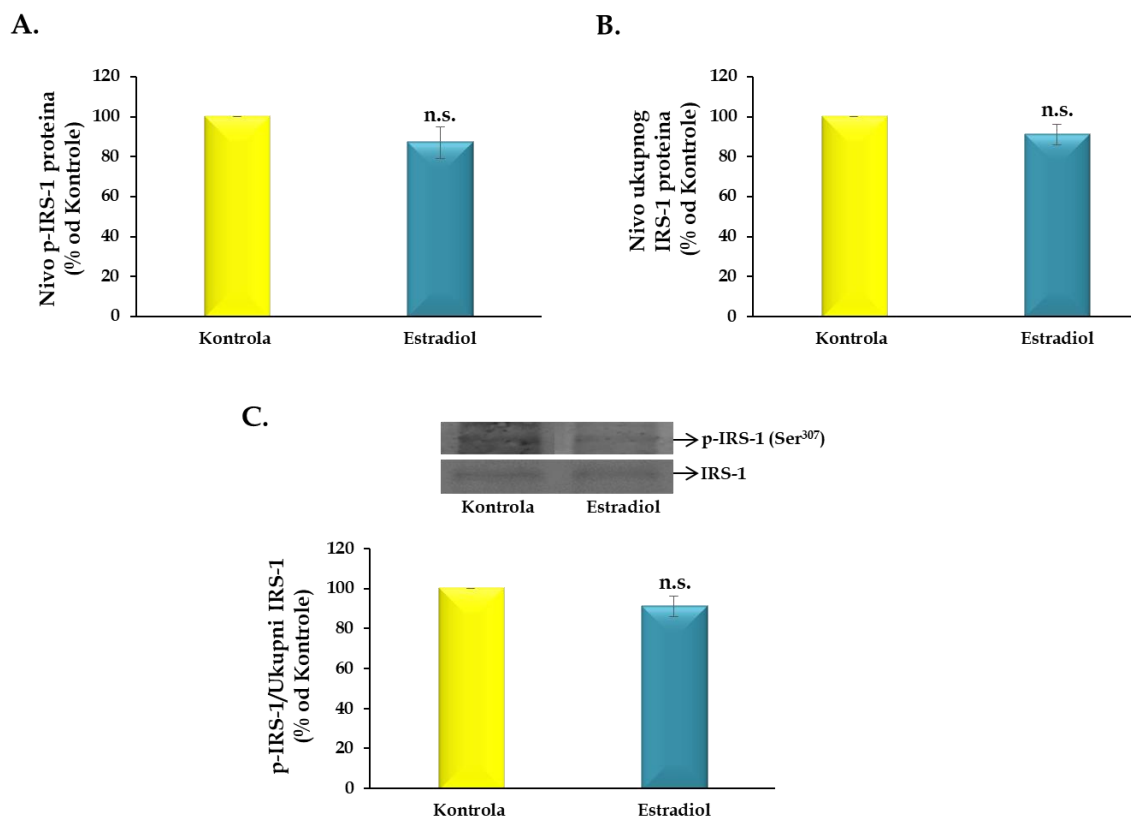 A.
Nivo p-IRS-1 proteina
(% od Kontrole)
120
100
80
60
40
20
0
n.s.
Kontrola
Estradiol
B.
Nivo ukupnog
IRS-1 proteina
(% od Kontrole)
120
100
80
60
40
20
0
n.s.
Kontrola
Estradiol
C.
p-IRS-1 (Ser³⁰⁷)
IRS-1
Kontrola
Estradiol
p-IRS-1/Ukupni IRS-1
(% od Kontrole)
120
100
80
60
40
20
0
n.s.
Kontrola
Estradiol